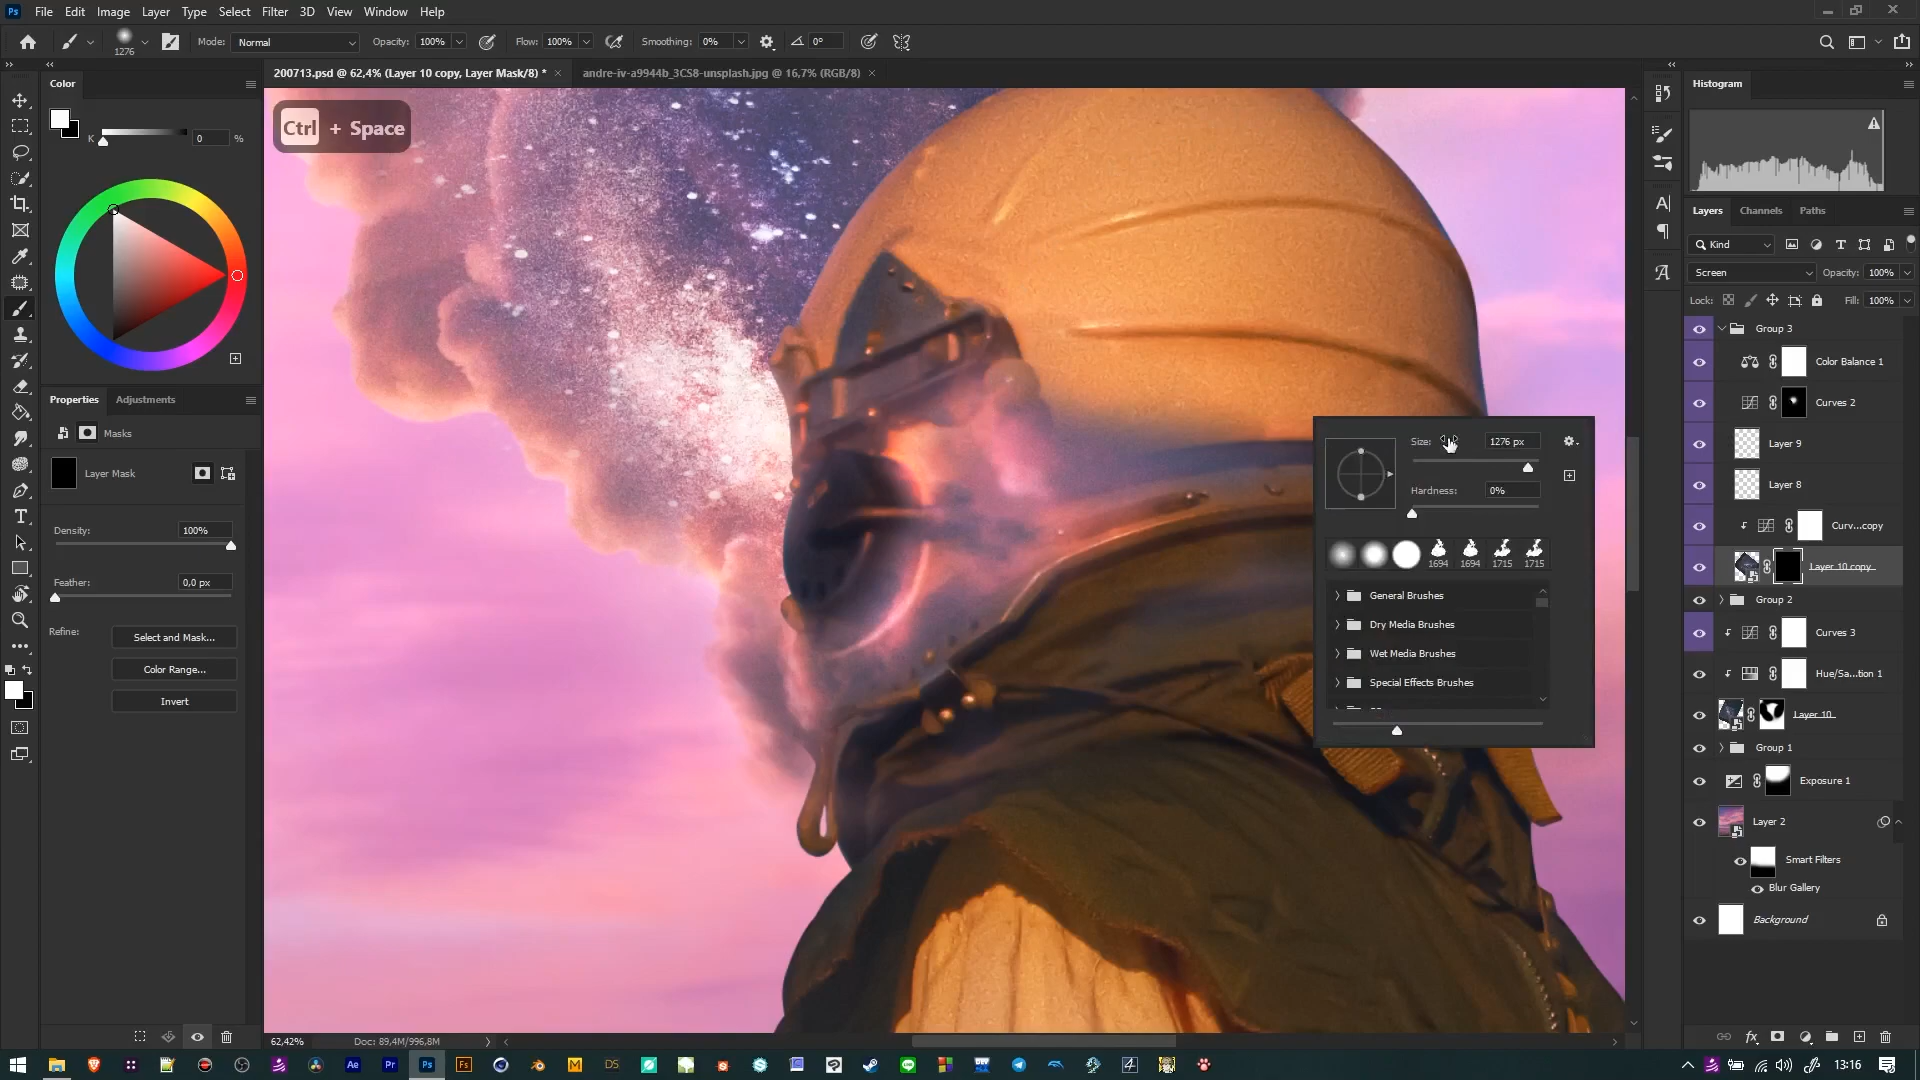 Ps File Edit Image Layer Type Select Filter 3D View Window Help
1276 Mode: Normal Opacity: 100% Flow: 100% Smoothing: 0% 0°
Color
200713.psd @ 62,4% (Layer 10 copy, Layer Mask/8) * ×
andre-iv-a9944b_3CS8-unsplash.jpg @ 16,7% (RGB/8) ×
Histogram
Ctrl + Space
K 0 %
Layers Channels Paths
Kind
Screen Opacity: 100%
Lock: Fill: 100%
Group 3
Color Balance 1
Curves 2
Layer 9
Layer 8
Curv...copy
Layer 10 copy
Group 2
Curves 3
Hue/Sa...tion 1
Layer 10
Group 1
Exposure 1
Layer 2
Smart Filters
Blur Gallery
Background
Properties Adjustments
Masks
Layer Mask
Density: 100%
Feather: 0,0 px
Refine: Select and Mask...
Color Range...
Invert
Size: 1276 px
Hardness: 0%
1694 1694 1715 1715
General Brushes
Dry Media Brushes
Wet Media Brushes
Special Effects Brushes
62,42% Doc: 89,4M/996,8M
Ae Pr Ps Fs M DS
13:16